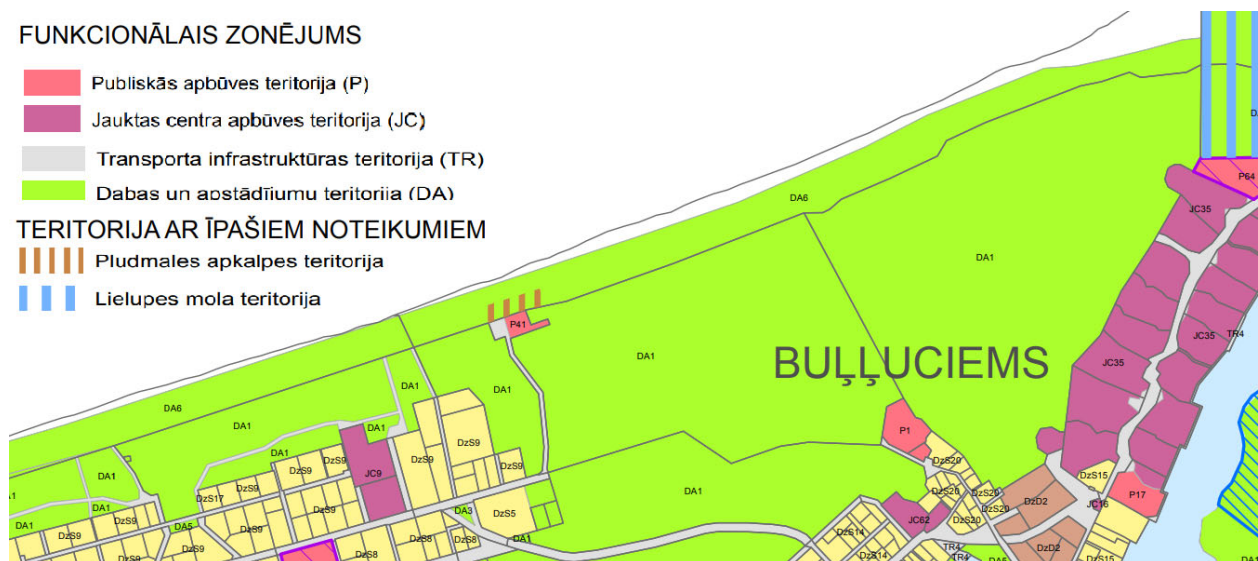 FUNKCIONĀLAIS ZONĒJUMS
Publiskās apbūves teritorija (P)
Jauktas centra apbūves teritorija (JC)
Transporta infrastruktūras teritorija (TR)
Dabas un apstādījumu teritorija (DA)
TERITORIJA AR ĪPAŠIEM NOTEIKUMIEM
Pludmales apkalpes teritorija
Lielupes mola teritorija
P64
DA6
JC35
DA1
P41
JC35
TR4
DA1
BUĻĻUCIEMS
JC35
DA1
DA6
DA1
DA1
DA1
P1
DzS9
DzS9
DzS9
DzS9
DzS9
DzS20
DA1
JC9
DzS15
DA1
DzS17
DzS9
DA1
DzS20
DzS20
DzD2
P17
DA1
DA3
DzS5
DzS20
JC16
DA1
DzS9
DzS9
DA5
DzS9
DzS9
JC62
DzS14
DzS8
DzS8
DzS8
DA1
TR4
DzD2
DzS9
DzS9
DzS14
TR4
DA5
DzS15
DA1